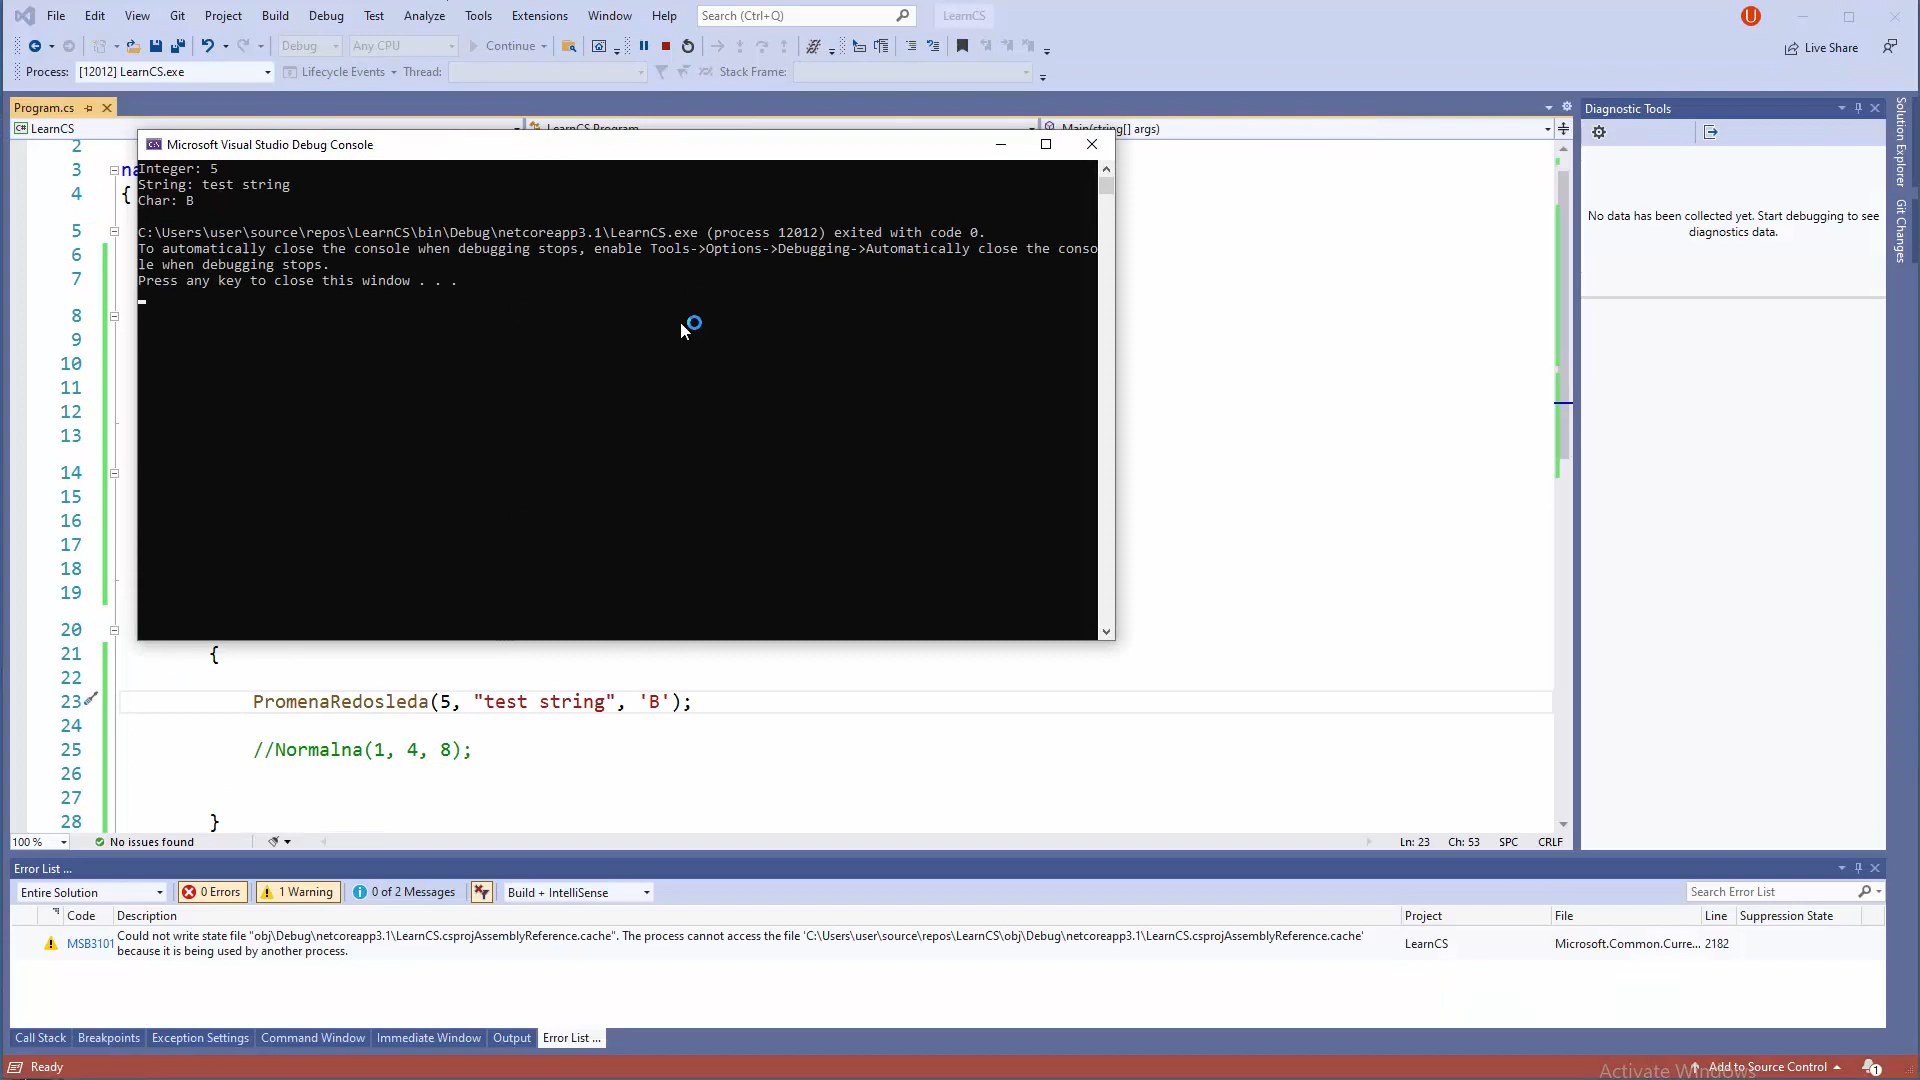 File Edit View Git Project Build Debug Test Analyze Tools Extensions Window Help Search (Ctrl+Q) LearnCS U
Debug Any CPU Continue Live Share
Process: [12012] LearnCS.exe Lifecycle Events Thread: Stack Frame:
Program.cs
LearnCS LearnCS.Program Main(string[] args)
Diagnostic Tools
No data has been collected yet. Start debugging to see
diagnostics data.
Solution Explorer
Git Changes
Microsoft Visual Studio Debug Console
Integer: 5
String: test string
Char: B
C:\Users\user\source\repos\LearnCS\bin\Debug\netcoreapp3.1\LearnCS.exe (process 12012) exited with code 0.
To automatically close the console when debugging stops, enable Tools->Options->Debugging->Automatically close the conso
le when debugging stops.
Press any key to close this window . . .
2
3 na
4 {
5
6
7
8
9
10
11
12
13
14
15
16
17
18
19
20
21 {
22
23 PromenaRedosleda(5, "test string", 'B');
24
25 //Normalna(1, 4, 8);
26
27
28 }
100 % No issues found Ln: 23 Ch: 53 SPC CRLF
Error List ...
Entire Solution 0 Errors 1 Warning 0 of 2 Messages Build + IntelliSense Search Error List
Code Description Project File Line Suppression State
MSB3101 Could not write state file "obj\Debug\netcoreapp3.1\LearnCS.csprojAssemblyReference.cache". The process cannot access the file 'C:\Users\user\source\repos\LearnCS\obj\Debug\netcoreapp3.1\LearnCS.csprojAssemblyReference.cache' LearnCS Microsoft.Common.Curre... 2182
because it is being used by another process.
Call Stack Breakpoints Exception Settings Command Window Immediate Window Output Error List ...
Ready Activate Windows Add to Source Control 1